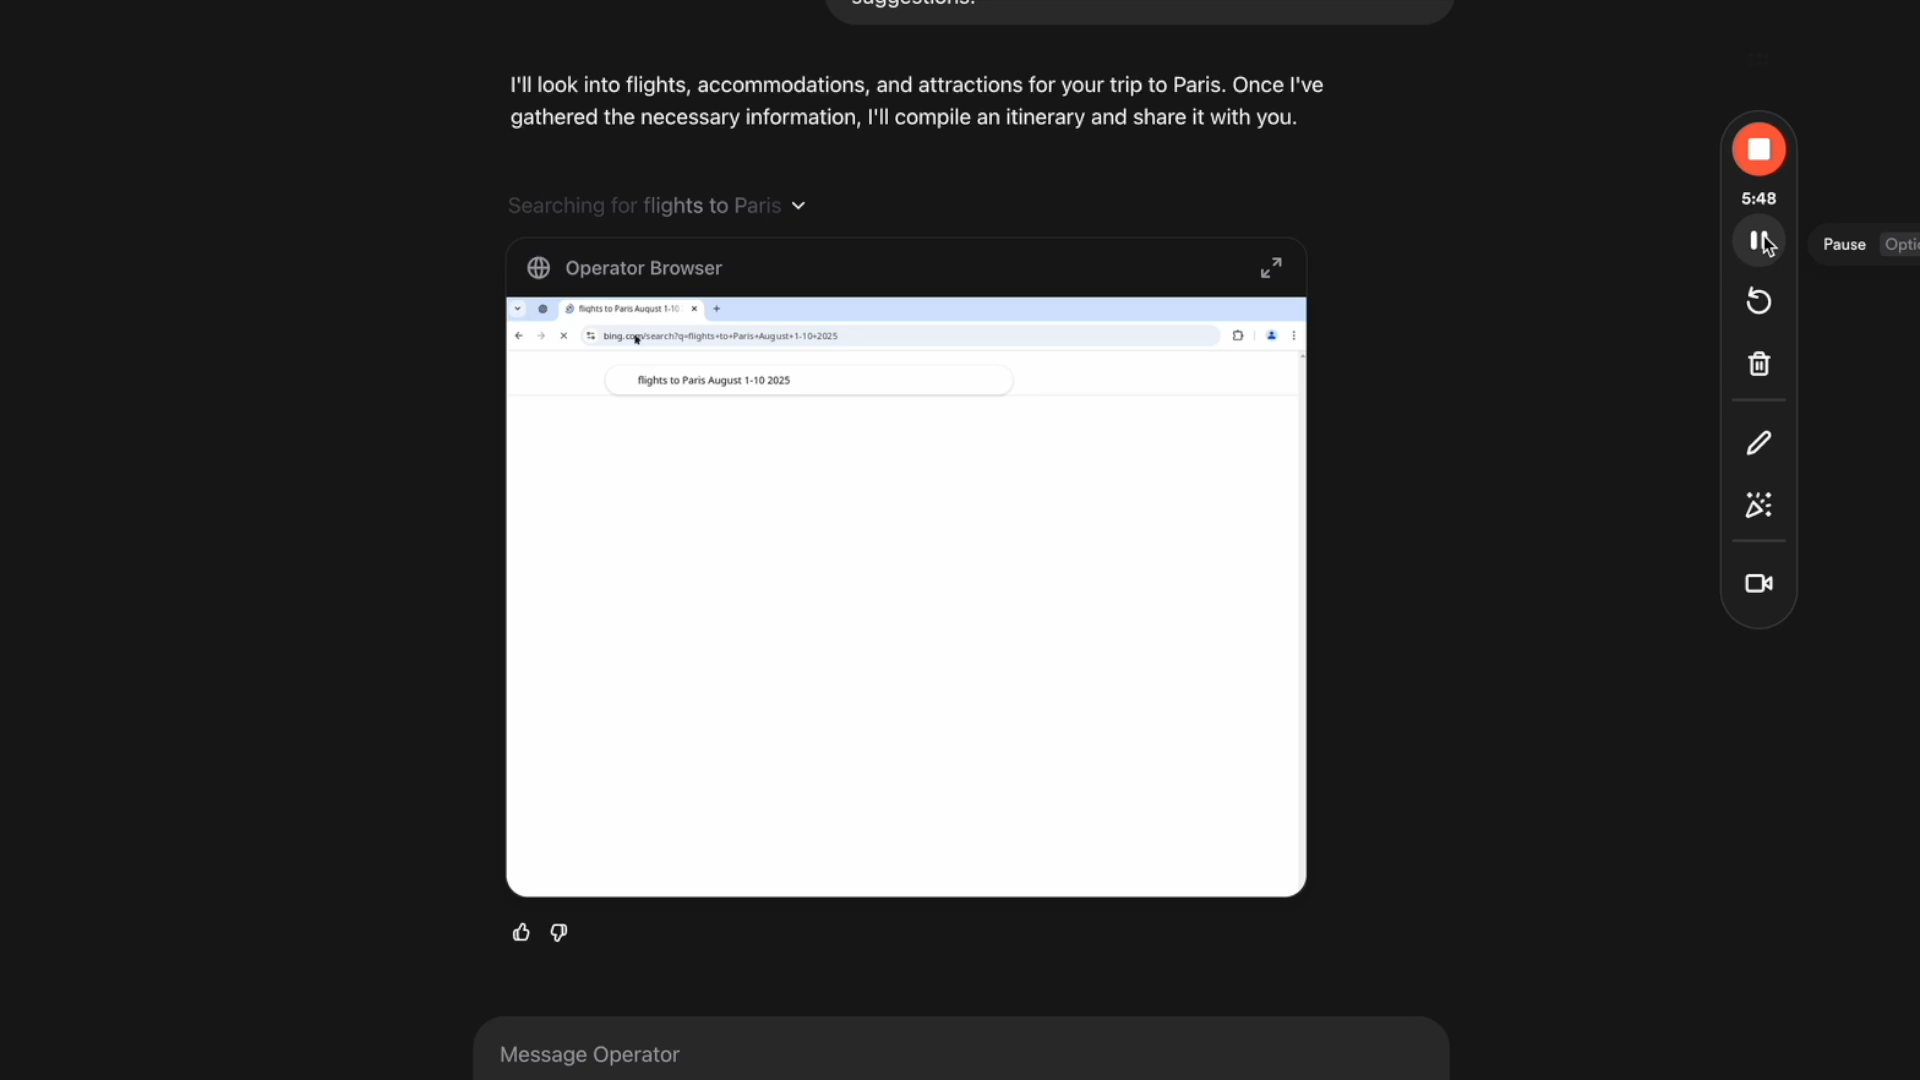 suggestions.
I'll look into flights, accommodations, and attractions for your trip to Paris. Once I've
gathered the necessary information, I'll compile an itinerary and share it with you.
Searching for flights to Paris
Operator Browser
flights to Paris August 1-10
bing.com/search?q=flights+to+Paris+August+1-10+2025
flights to Paris August 1-10 2025
Message Operator
5:48
Pause